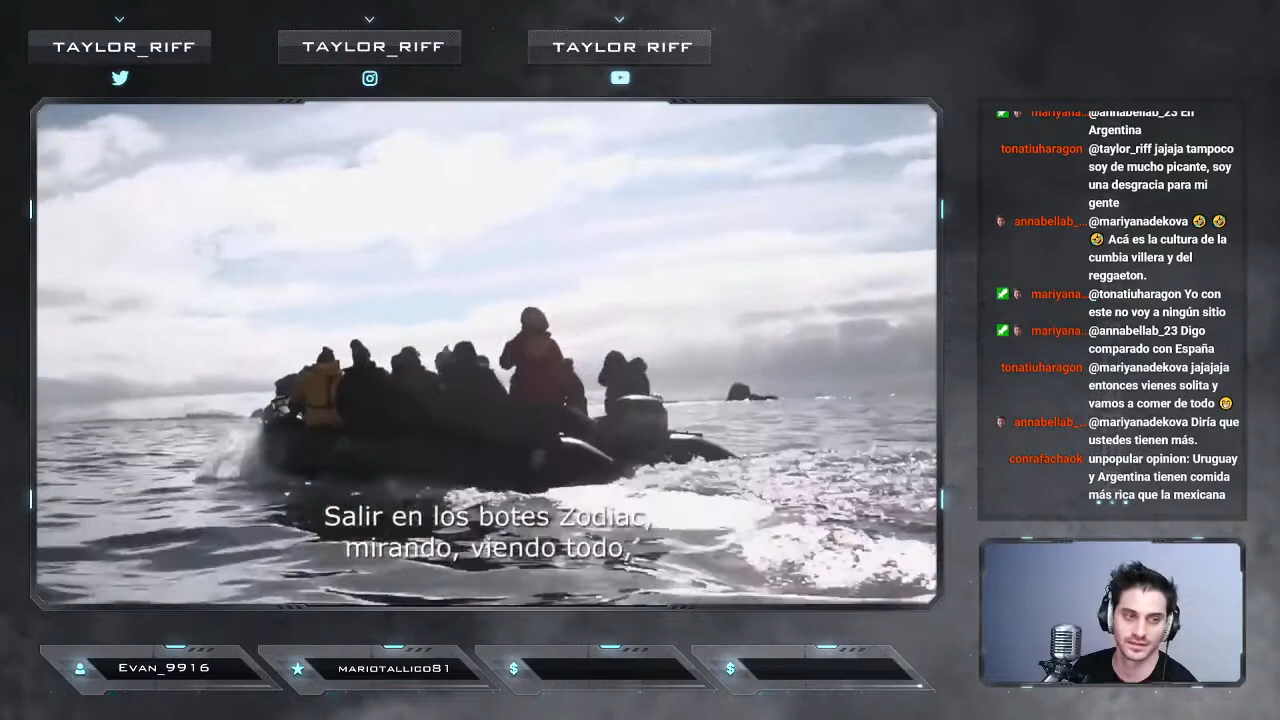 TAYLOR_RIFF
TAYLOR_RIFF
TAYLOR RIFF
mariyana... @annabellab_23 En
Argentina
tonatiuharagon @taylor_riff jajaja tampoco
soy de mucho picante, soy
una desgracia para mi
gente
annabellab_... @mariyanadekova 🤣 🤣
🤣 Acá es la cultura de la
cumbia villera y del
reggaeton.
mariyana... @tonatiuharagon Yo con
este no voy a ningún sitio
mariyana... @annabellab_23 Digo
comparado con España
tonatiuharagon @mariyanadekova jajajaja
entonces vienes solita y
vamos a comer de todo 😁
annabellab_... @mariyanadekova Diría que
ustedes tienen más.
conrafachaok unpopular opinion: Uruguay
y Argentina tienen comida
más rica que la mexicana
Salir en los botes Zodiac,
mirando, viendo todo,
EVAN_9916
MARIOTALLICO81
$
$